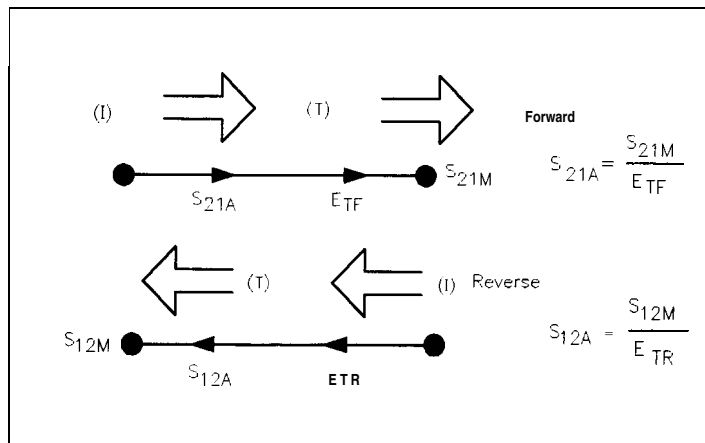 (I) (T) Forward
S21A = S21M / ETF
S21A ETF S21M
(T) (I) Reverse
S12M S12A = S12M / ETR
S12A ETR